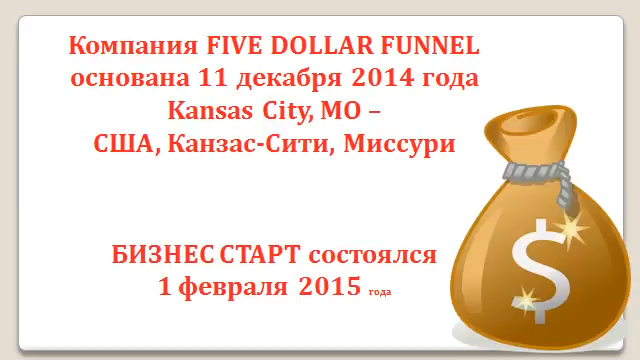 Компания FIVE DOLLAR FUNNEL
основана 11 декабря 2014 года
Kansas City, MO –
США, Канзас-Сити, Миссури
БИЗНЕС СТАРТ состоялся
1 февраля 2015 года
$